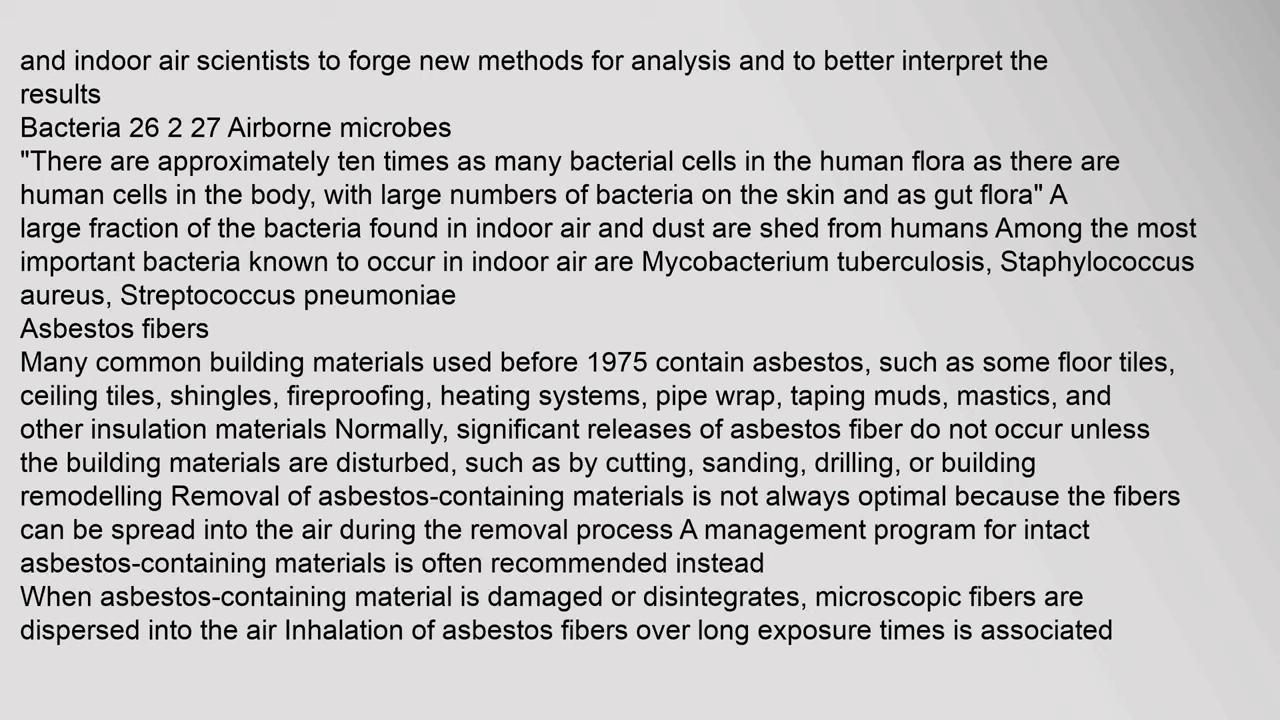 and indoor air scientists to forge new methods for analysis and to better interpret the
results
Bacteria 26 2 27 Airborne microbes
"There are approximately ten times as many bacterial cells in the human flora as there are
human cells in the body, with large numbers of bacteria on the skin and as gut flora" A
large fraction of the bacteria found in indoor air and dust are shed from humans Among the most
important bacteria known to occur in indoor air are Mycobacterium tuberculosis, Staphylococcus
aureus, Streptococcus pneumoniae
Asbestos fibers
Many common building materials used before 1975 contain asbestos, such as some floor tiles,
ceiling tiles, shingles, fireproofing, heating systems, pipe wrap, taping muds, mastics, and
other insulation materials Normally, significant releases of asbestos fiber do not occur unless
the building materials are disturbed, such as by cutting, sanding, drilling, or building
remodelling Removal of asbestos-containing materials is not always optimal because the fibers
can be spread into the air during the removal process A management program for intact
asbestos-containing materials is often recommended instead
When asbestos-containing material is damaged or disintegrates, microscopic fibers are
dispersed into the air Inhalation of asbestos fibers over long exposure times is associated